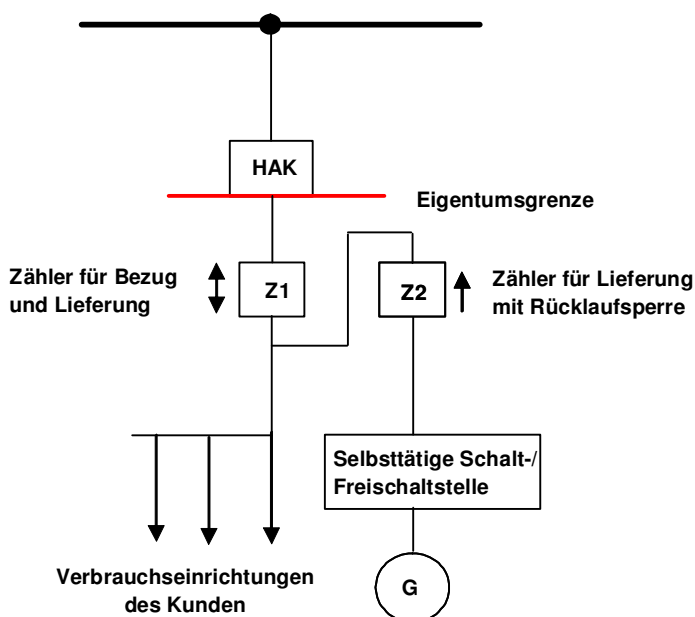 HAK
Eigentumsgrenze
Zähler für Bezug
und Lieferung
Z1
Z2
Zähler für Lieferung
mit Rücklaufsperre
Selbsttätige Schalt-/
Freischaltstelle
Verbrauchseinrichtungen
des Kunden
G